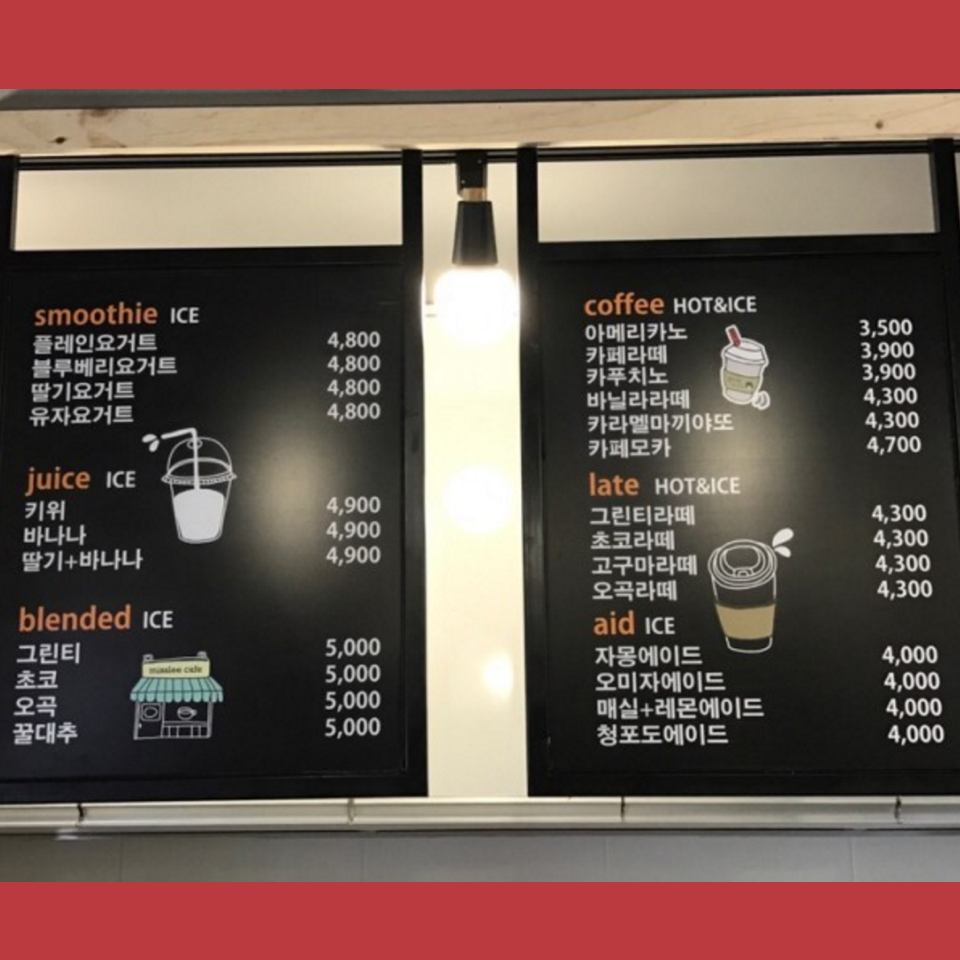 smoothie ICE
플레인요거트 4,800
블루베리요거트 4,800
딸기요거트 4,800
유자요거트 4,800
juice ICE
키위 4,900
바나나 4,900
딸기+바나나 4,900
blended ICE
그린티 5,000
초코 5,000
오곡 5,000
꿀대추 5,000
misslee cafe
coffee HOT&ICE
아메리카노 3,500
카페라떼 3,900
카푸치노 3,900
바닐라라떼 4,300
카라멜마끼야또 4,300
카페모카 4,700
late HOT&ICE
그린티라떼 4,300
초코라떼 4,300
고구마라떼 4,300
오곡라떼 4,300
aid ICE
자몽에이드 4,000
오미자에이드 4,000
매실+레몬에이드 4,000
청포도에이드 4,000